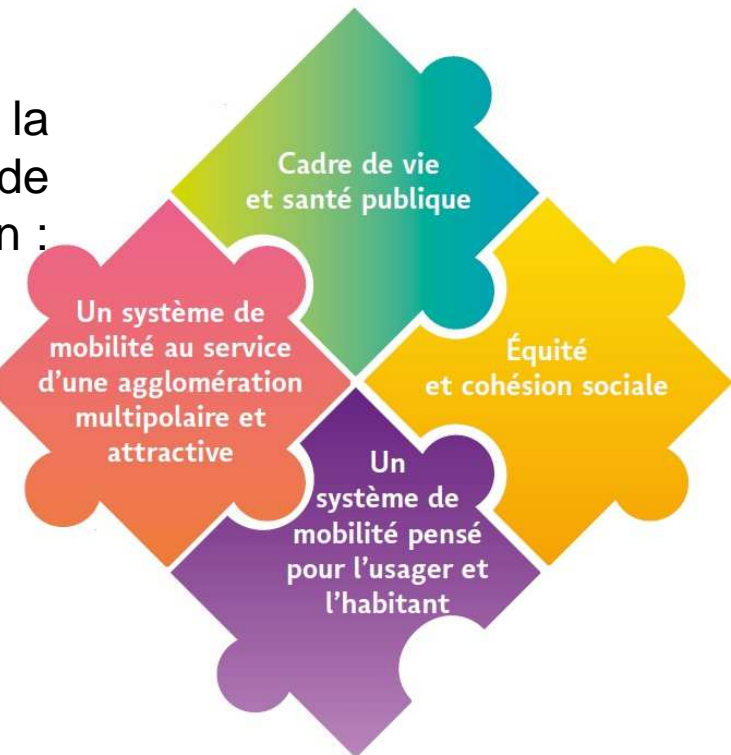 la
de
n :
Cadre de vie
et santé publique
Un système de
mobilité au service
d’une agglomération
multipolaire et
attractive
Équité
et cohésion sociale
Un
système de
mobilité pensé
pour l’usager et
l’habitant